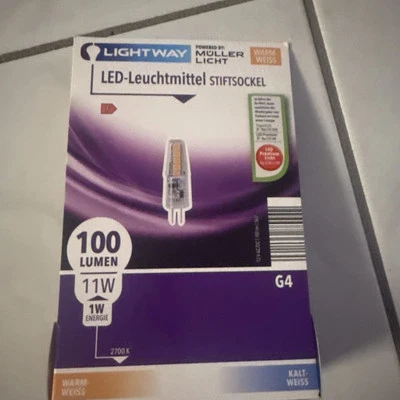 LIGHTWAY
POWERED BY:
MÜLLER
LICHT
WARM-
WEISS
LED-Leuchtmittel STIFTSOCKEL
100
LUMEN
11W
1W
ENERGIE
G4
2700 K
WARM-
WEISS
KALT-
WEISS